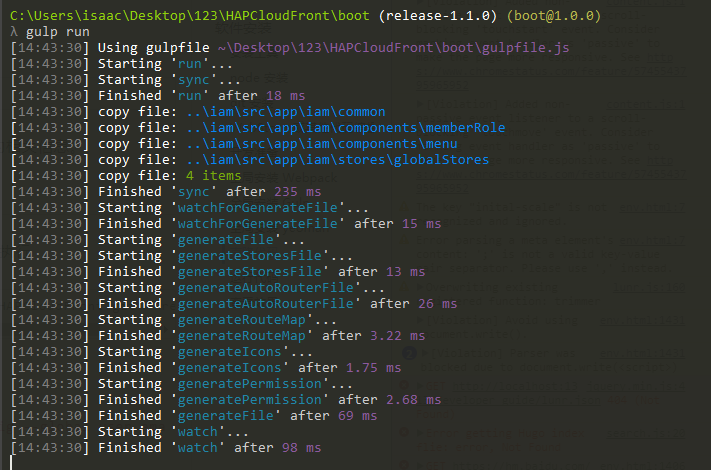 C:\Users\isaac\Desktop\123\HAPCloudFront\boot (release-1.1.0) (boot@1.0.0)
λ gulp run
[14:43:30] Using gulpfile ~\Desktop\123\HAPCloudFront\boot\gulpfile.js
[14:43:30] Starting 'run'...
[14:43:30] Starting 'sync'...
[14:43:30] Finished 'run' after 18 ms
[14:43:30] copy file: ..\iam\src\app\iam\common
[14:43:30] copy file: ..\iam\src\app\iam\components\memberRole
[14:43:30] copy file: ..\iam\src\app\iam\components\menu
[14:43:30] copy file: ..\iam\src\app\iam\stores\globalStores
[14:43:30] copy file: 4 items
[14:43:30] Finished 'sync' after 235 ms
[14:43:30] Starting 'watchForGenerateFile'...
[14:43:30] Finished 'watchForGenerateFile' after 15 ms
[14:43:30] Starting 'generateFile'...
[14:43:30] Starting 'generateStoresFile'...
[14:43:30] Finished 'generateStoresFile' after 13 ms
[14:43:30] Starting 'generateAutoRouterFile'...
[14:43:30] Finished 'generateAutoRouterFile' after 26 ms
[14:43:30] Starting 'generateRouteMap'...
[14:43:30] Finished 'generateRouteMap' after 3.22 ms
[14:43:30] Starting 'generateIcons'...
[14:43:30] Finished 'generateIcons' after 1.75 ms
[14:43:30] Starting 'generatePermission'...
[14:43:30] Finished 'generatePermission' after 2.68 ms
[14:43:30] Finished 'generateFile' after 69 ms
[14:43:30] Starting 'watch'...
[14:43:30] Finished 'watch' after 98 ms